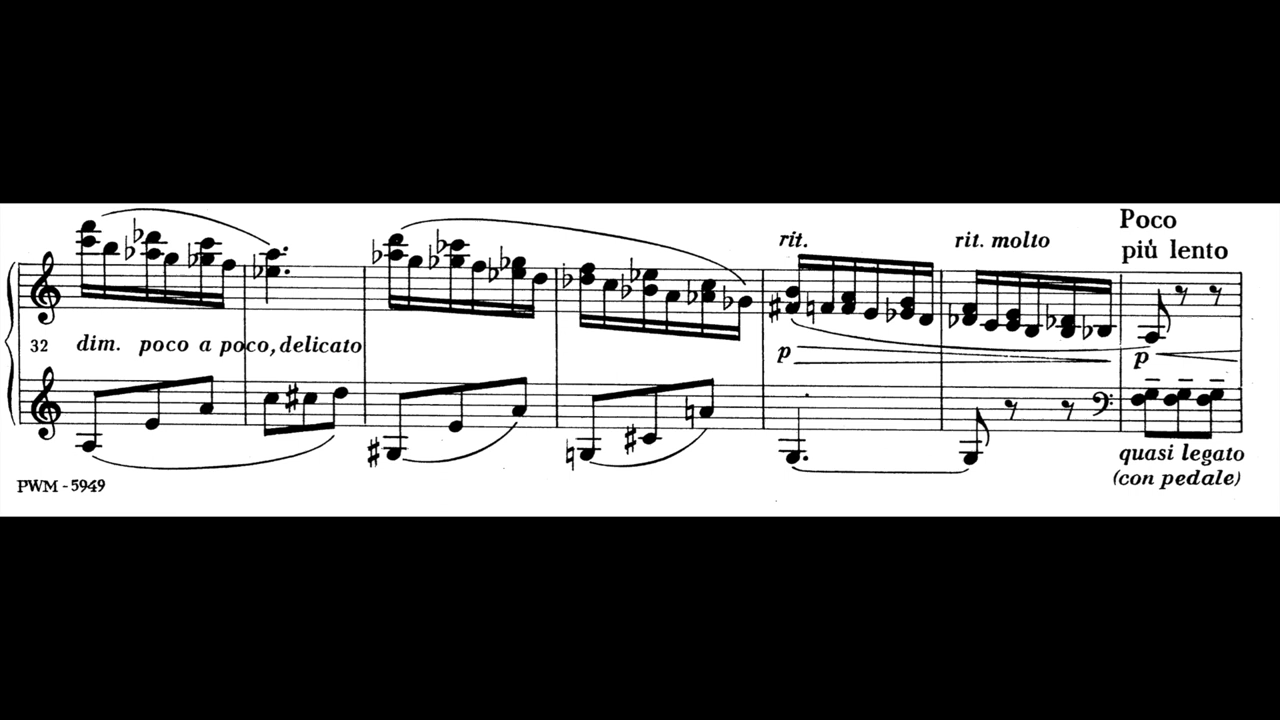 Poco
rit. rit. molto più lento
32 dim. poco a poco, delicato
p p
quasi legato
PWM - 5949 (con pedale)